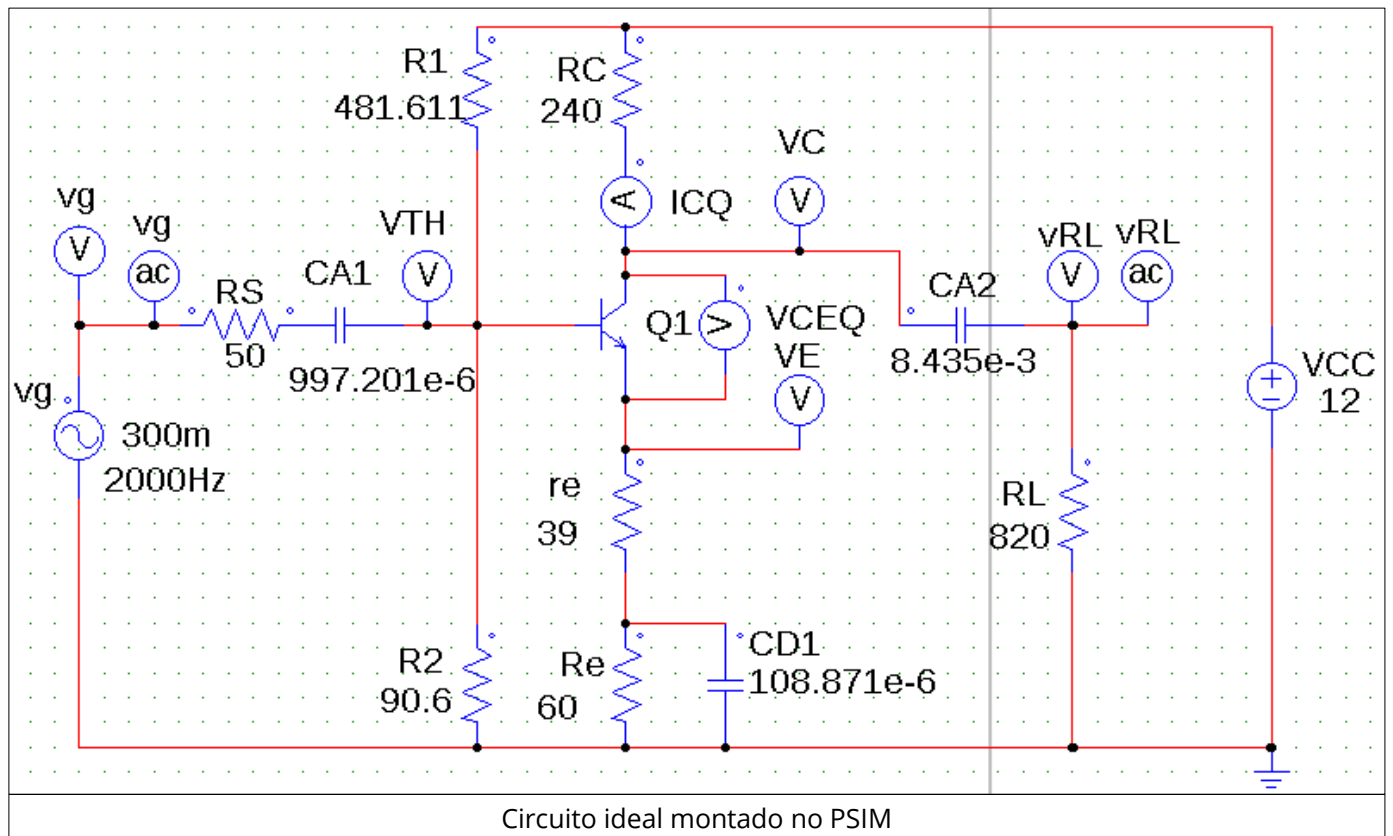 R1
481.611
RC
240
VC
V
A
ICQ
vg
V
vg
ac
VTH
V
RS
50
CA1
997.201e-6
Q1
V
VCEQ
VE
V
CA2
8.435e-3
vRL
V
vRL
ac
VCC
12
vg
300m
2000Hz
re
39
RL
820
R2
90.6
Re
60
CD1
108.871e-6
Circuito ideal montado no PSIM